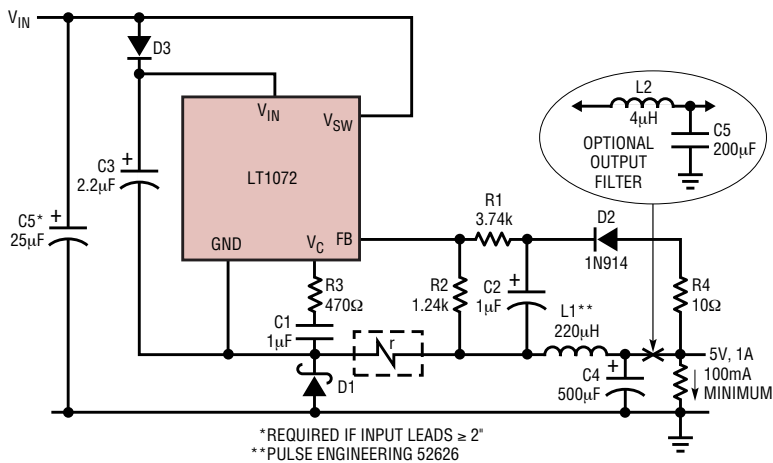 VIN
D3
VIN
VSW
LT1072
GND
VC
FB
C3
2.2µF
C5*
25µF
R3
470Ω
C1
1µF
D1
r
R1
3.74k
R2
1.24k
C2
1µF
D2
1N914
L1**
220µH
R4
10Ω
C4
500µF
5V, 1A
100mA
MINIMUM
L2
4µH
C5
200µF
OPTIONAL
OUTPUT
FILTER
*REQUIRED IF INPUT LEADS ≥ 2"
**PULSE ENGINEERING 52626